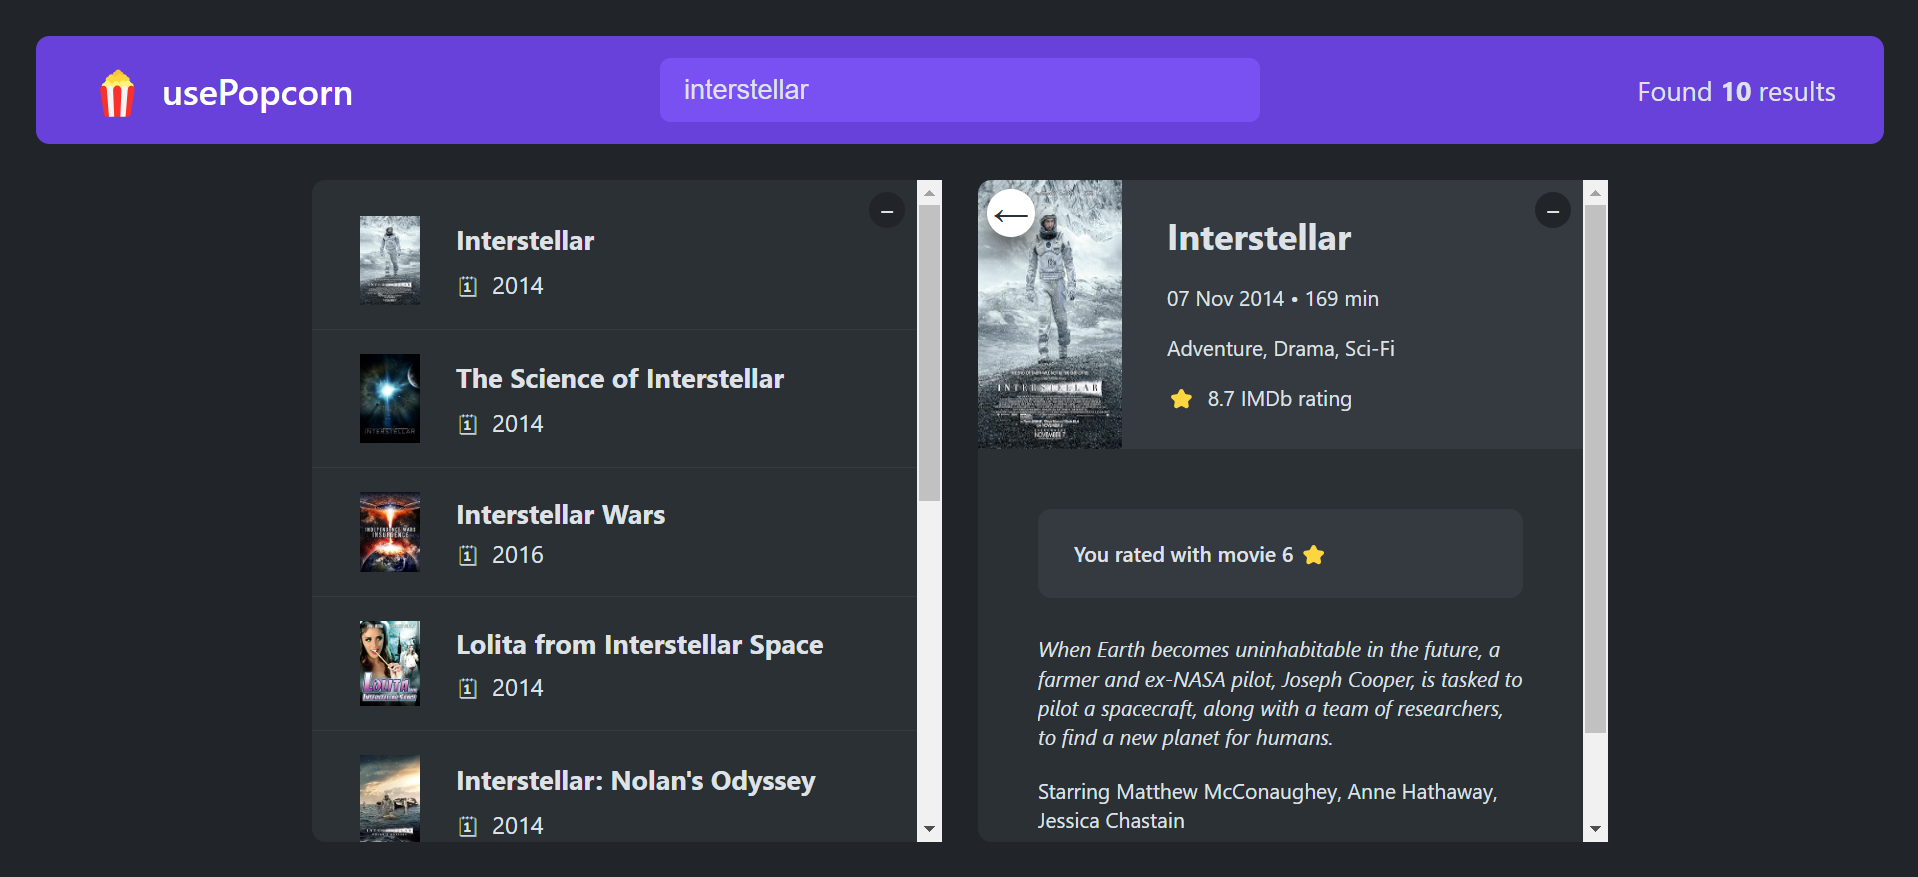 usePopcorn
interstellar
Found 10 results
Interstellar
2014
The Science of Interstellar
2014
Interstellar Wars
2016
Lolita from Interstellar Space
2014
Interstellar: Nolan's Odyssey
2014
Interstellar
07 Nov 2014 • 169 min
Adventure, Drama, Sci-Fi
8.7 IMDb rating
INTERSTELLAR
NOVEMBER 7
You rated with movie 6
When Earth becomes uninhabitable in the future, a
farmer and ex-NASA pilot, Joseph Cooper, is tasked to
pilot a spacecraft, along with a team of researchers,
to find a new planet for humans.
Starring Matthew McConaughey, Anne Hathaway,
Jessica Chastain